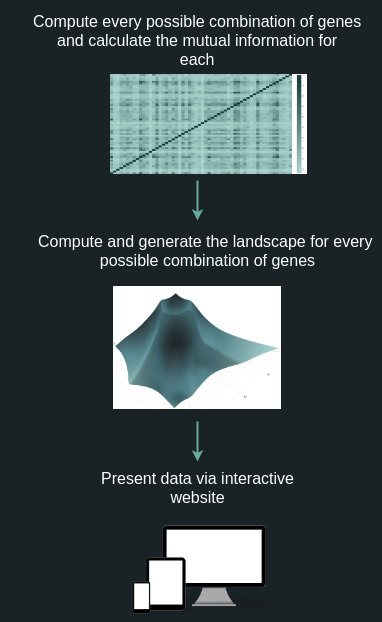 Compute every possible combination of genes
and calculate the mutual information for
each
Compute and generate the landscape for every
possible combination of genes
Present data via interactive
website